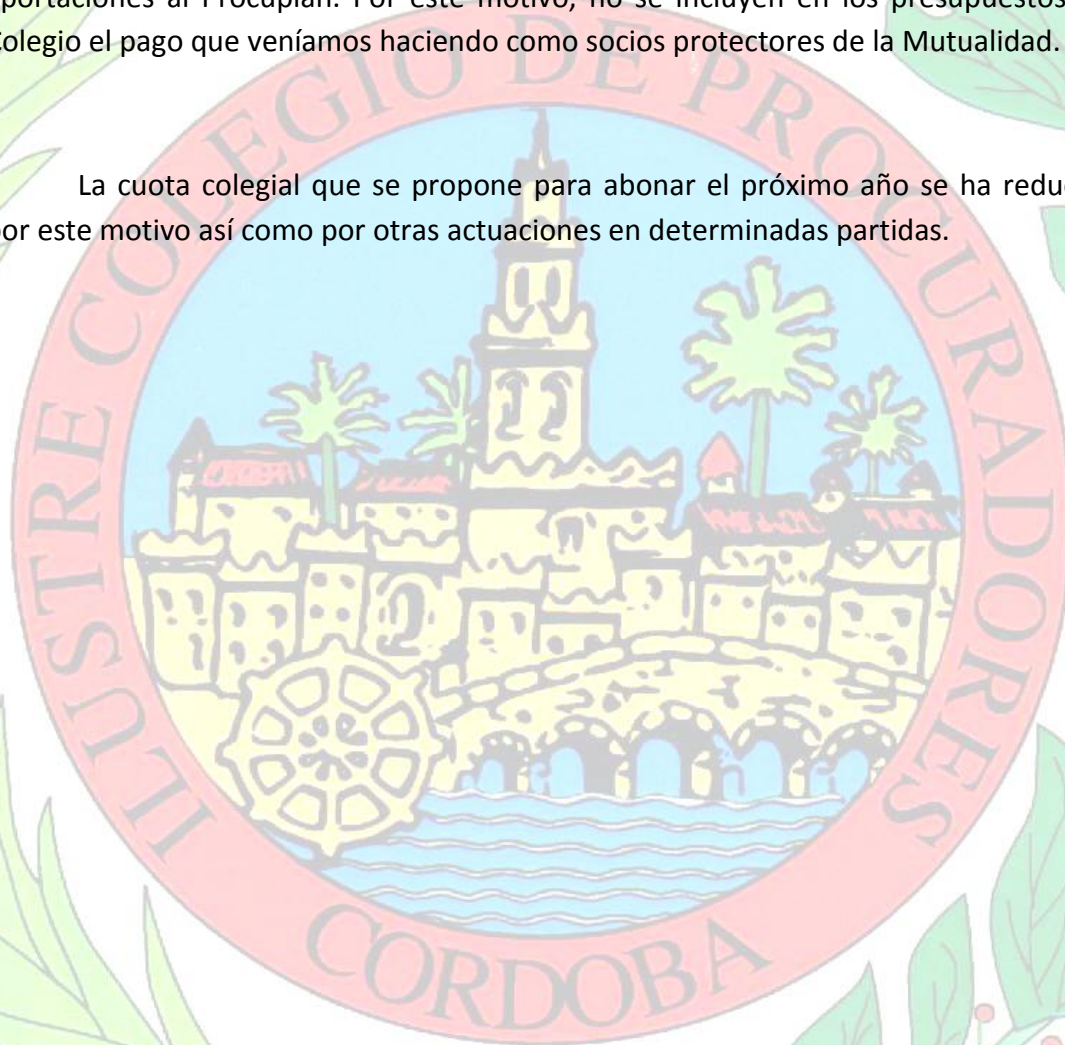 portaciones al Procuplan. Por este motivo, no se incluyen en los presupuestos
Colegio el pago que veníamos haciendo como socios protectores de la Mutualidad.
La cuota colegial que se propone para abonar el próximo año se ha redu
por este motivo así como por otras actuaciones en determinadas partidas.
ILUSTRE COLEGIO DE PROCURADORES
CORDOBA